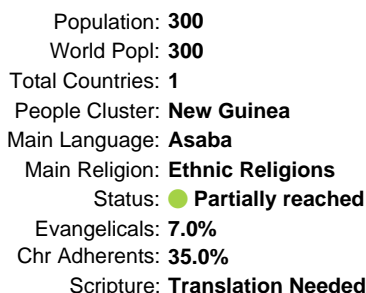 Population: 300
World Popl: 300
Total Countries: 1
People Cluster: New Guinea
Main Language: Asaba
Main Religion: Ethnic Religions
Status: Partially reached
Evangelicals: 7.0%
Chr Adherents: 35.0%
Scripture: Translation Needed